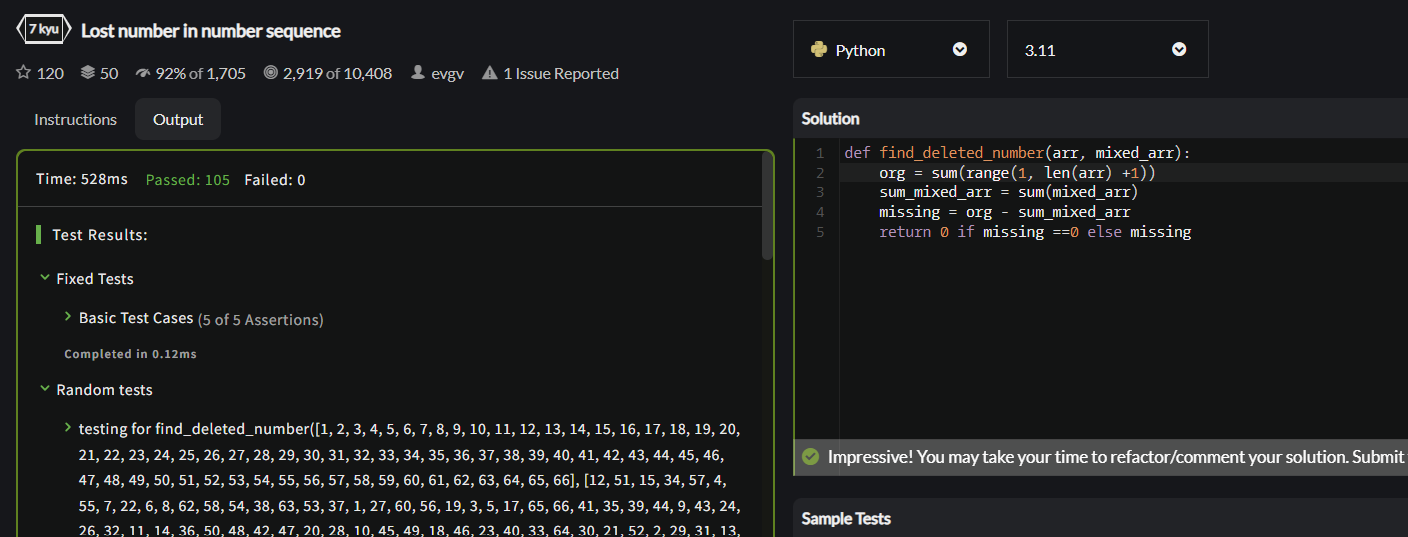 7 kyu Lost number in number sequence
120 50 92% of 1,705 2,919 of 10,408 evgv 1 Issue Reported
Instructions Output
Time: 528ms Passed: 105 Failed: 0
Test Results:
Fixed Tests
Basic Test Cases (5 of 5 Assertions)
Completed in 0.12ms
Random tests
testing for find_deleted_number([1, 2, 3, 4, 5, 6, 7, 8, 9, 10, 11, 12, 13, 14, 15, 16, 17, 18, 19, 20,
21, 22, 23, 24, 25, 26, 27, 28, 29, 30, 31, 32, 33, 34, 35, 36, 37, 38, 39, 40, 41, 42, 43, 44, 45, 46,
47, 48, 49, 50, 51, 52, 53, 54, 55, 56, 57, 58, 59, 60, 61, 62, 63, 64, 65, 66], [12, 51, 15, 34, 57, 4,
55, 7, 22, 6, 8, 62, 58, 54, 38, 63, 53, 37, 1, 27, 60, 56, 19, 3, 5, 17, 65, 66, 41, 35, 39, 44, 9, 43, 24,
26, 32, 11, 14, 36, 50, 48, 42, 47, 20, 28, 10, 45, 49, 18, 46, 23, 40, 33, 64, 30, 21, 52, 2, 29, 31, 13,
Python 3.11
Solution
1 def find_deleted_number(arr, mixed_arr):
2 org = sum(range(1, len(arr) +1))
3 sum_mixed_arr = sum(mixed_arr)
4 missing = org - sum_mixed_arr
5 return 0 if missing ==0 else missing
Impressive! You may take your time to refactor/comment your solution. Submit
Sample Tests